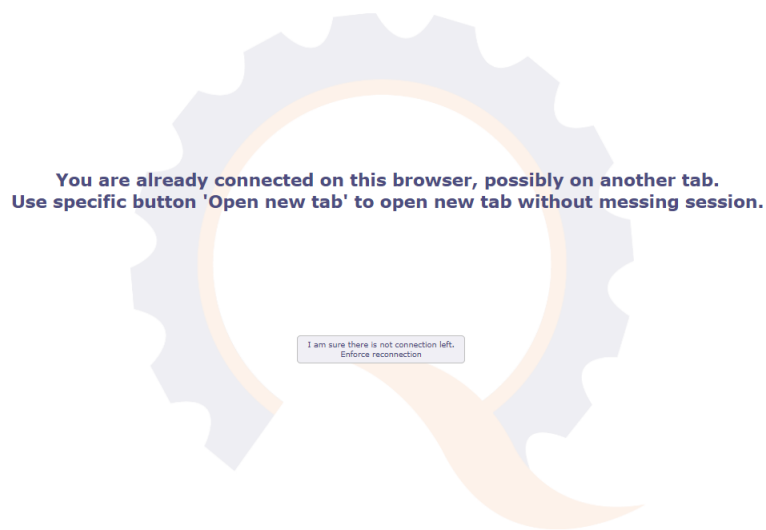 You are already connected on this browser, possibly on another tab.
Use specific button 'Open new tab' to open new tab without messing session.
I am sure there is not connection left.
Enforce reconnection